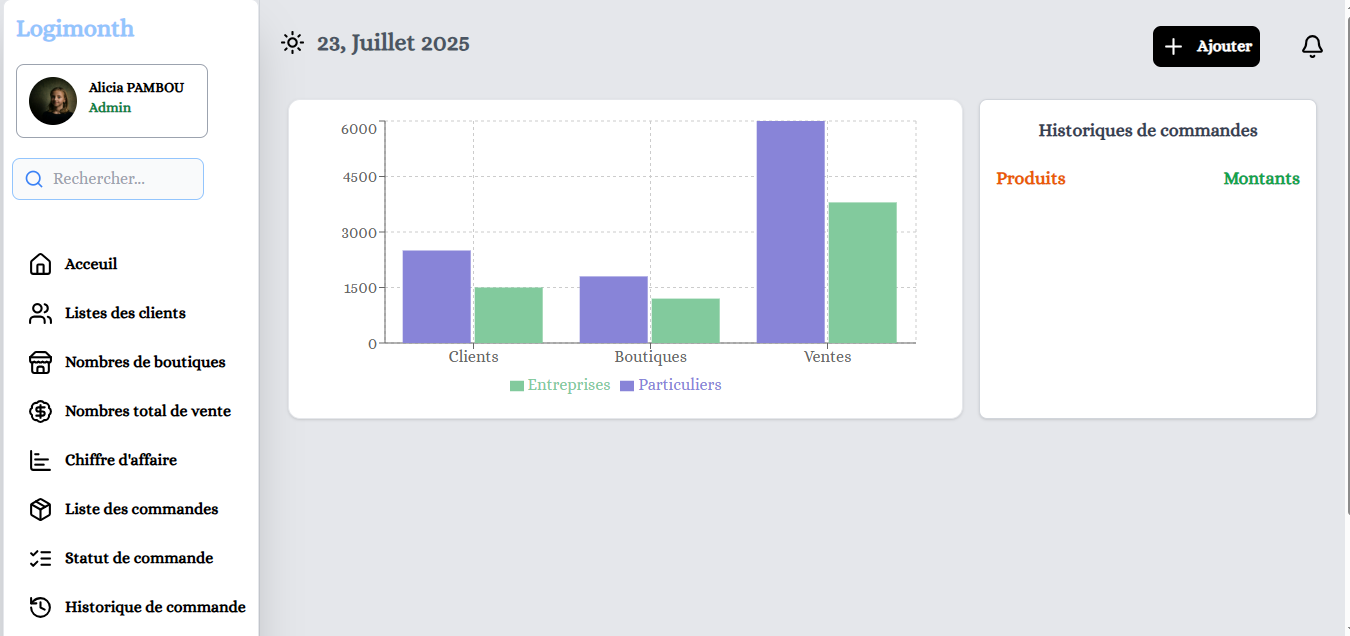 Logimonth
Alicia PAMBOU
Admin
Rechercher...
Acceuil
Listes des clients
Nombres de boutiques
Nombres total de vente
Chiffre d'affaire
Liste des commandes
Statut de commande
Historique de commande
23, Juillet 2025
Ajouter
6000
4500
3000
1500
0
Clients Boutiques Ventes
Entreprises Particuliers
Historiques de commandes
Produits Montants